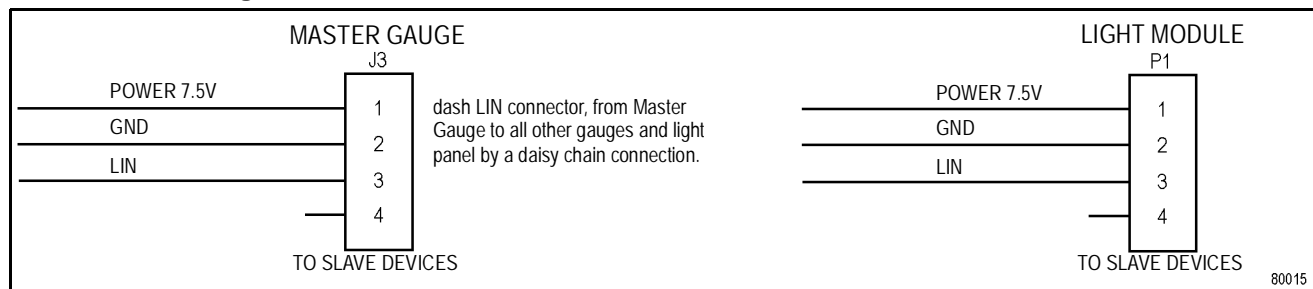 MASTER GAUGE
J3
POWER 7.5V
GND
LIN
1
2
3
4
dash LIN connector, from Master
Gauge to all other gauges and light
panel by a daisy chain connection.
TO SLAVE DEVICES
LIGHT MODULE
P1
POWER 7.5V
GND
LIN
1
2
3
4
TO SLAVE DEVICES
80015